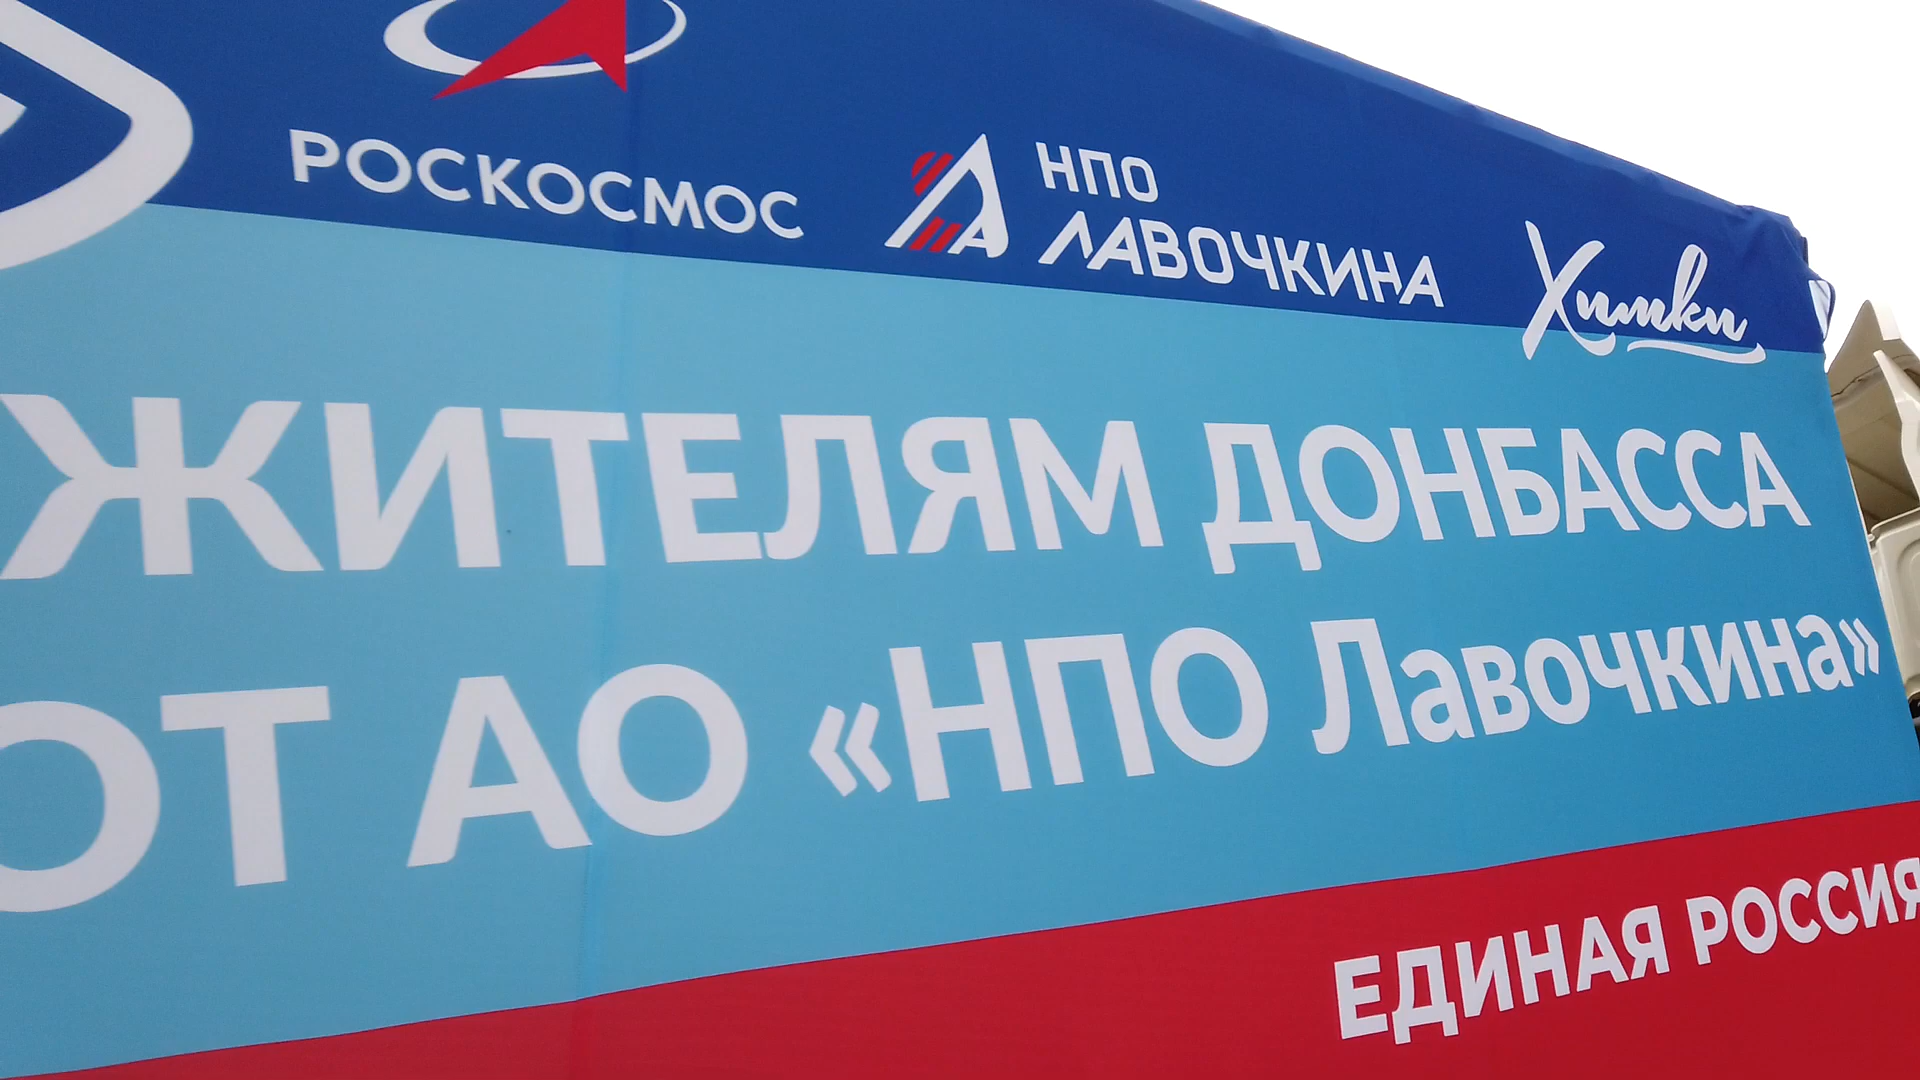 РОСКОСМОС
НПО
ЛАВОЧКИНА
Химки
ЖИТЕЛЯМ ДОНБАССА
ОТ АО «НПО Лавочкина»
ЕДИНАЯ РОССИЯ